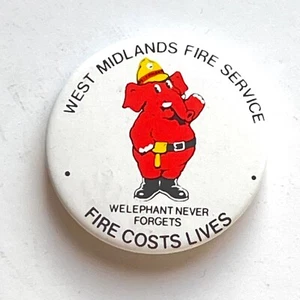 WEST MIDLANDS FIRE SERVICE
WELEPHANT NEVER
FORGETS
FIRE COSTS LIVES